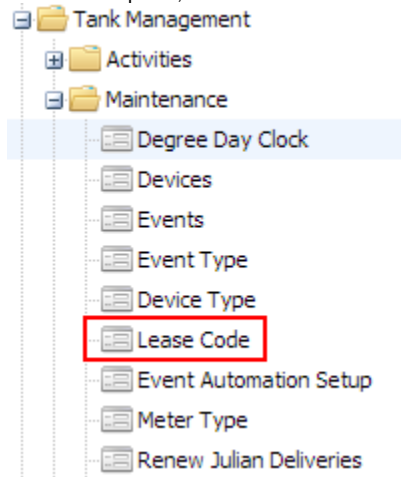 Tank Management
Activities
Maintenance
Degree Day Clock
Devices
Events
Event Type
Device Type
Lease Code
Event Automation Setup
Meter Type
Renew Julian Deliveries